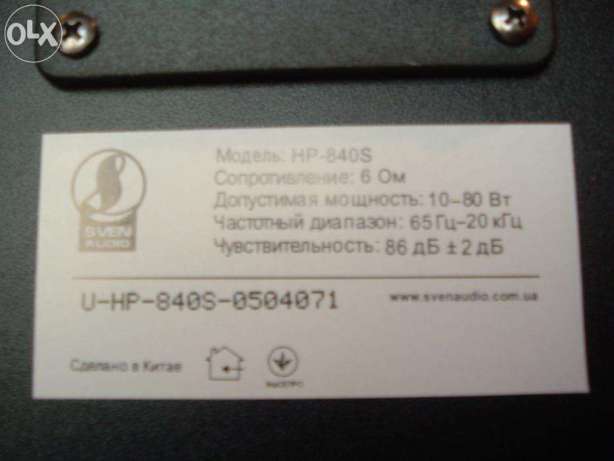 OLX
Модель: HP-840S
Сопротивление: 6 Ом
Допустимая мощность: 10-80 Вт
Частотный диапазон: 65 Гц-20 кГц
Чувствительность: 86 дБ ± 2 дБ
SVEN
AUDIO
U-HP-840S-0504071
www.svenaudio.com.ua
Сделано в Китае